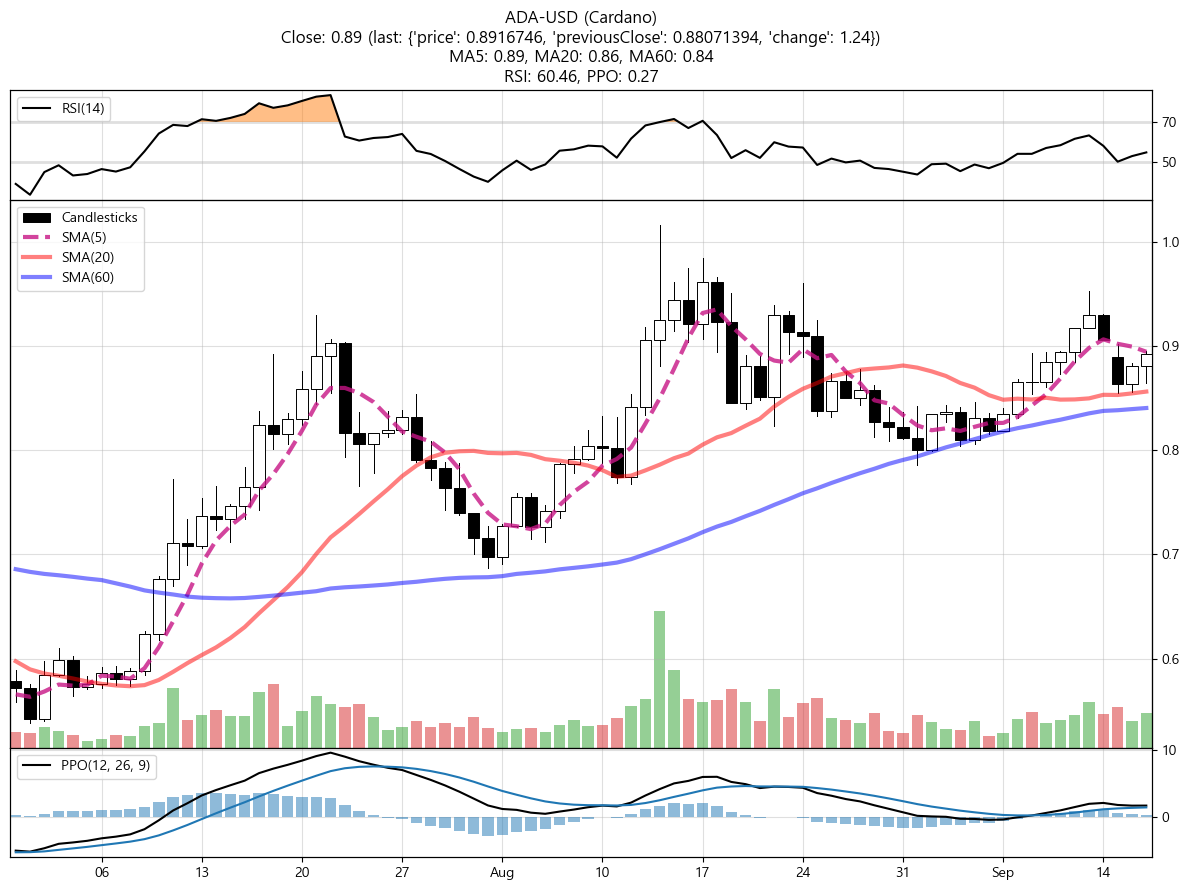 ADA-USD (Cardano)
Close: 0.89 (last: {'price': 0.8916746, 'previousClose': 0.88071394, 'change': 1.24})
MA5: 0.89, MA20: 0.86, MA60: 0.84
RSI: 60.46, PPO: 0.27
RSI(14)
70
50
Candlesticks
SMA(5)
SMA(20)
SMA(60)
1.0
0.9
0.8
0.7
0.6
PPO(12, 26, 9)
10
0
06 13 20 27 Aug 10 17 24 31 Sep 14